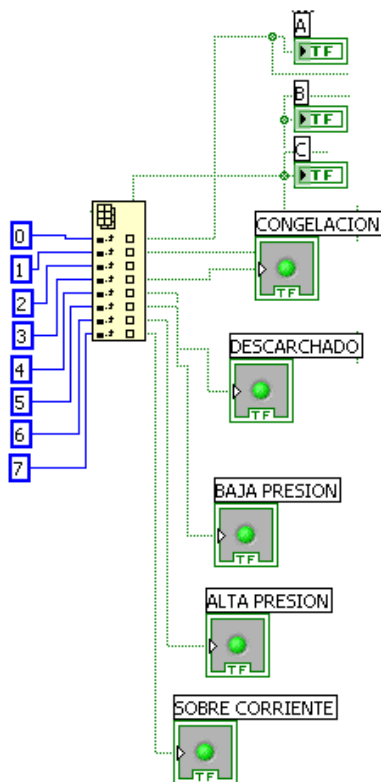 A
TF
B
TF
C
TF
0
1
2
3
4
5
6
7
CONGELACION
TF
DESCARCHADO
TF
BAJA PRESION
TF
ALTA PRESION
TF
SOBRE CORRIENTE
TF